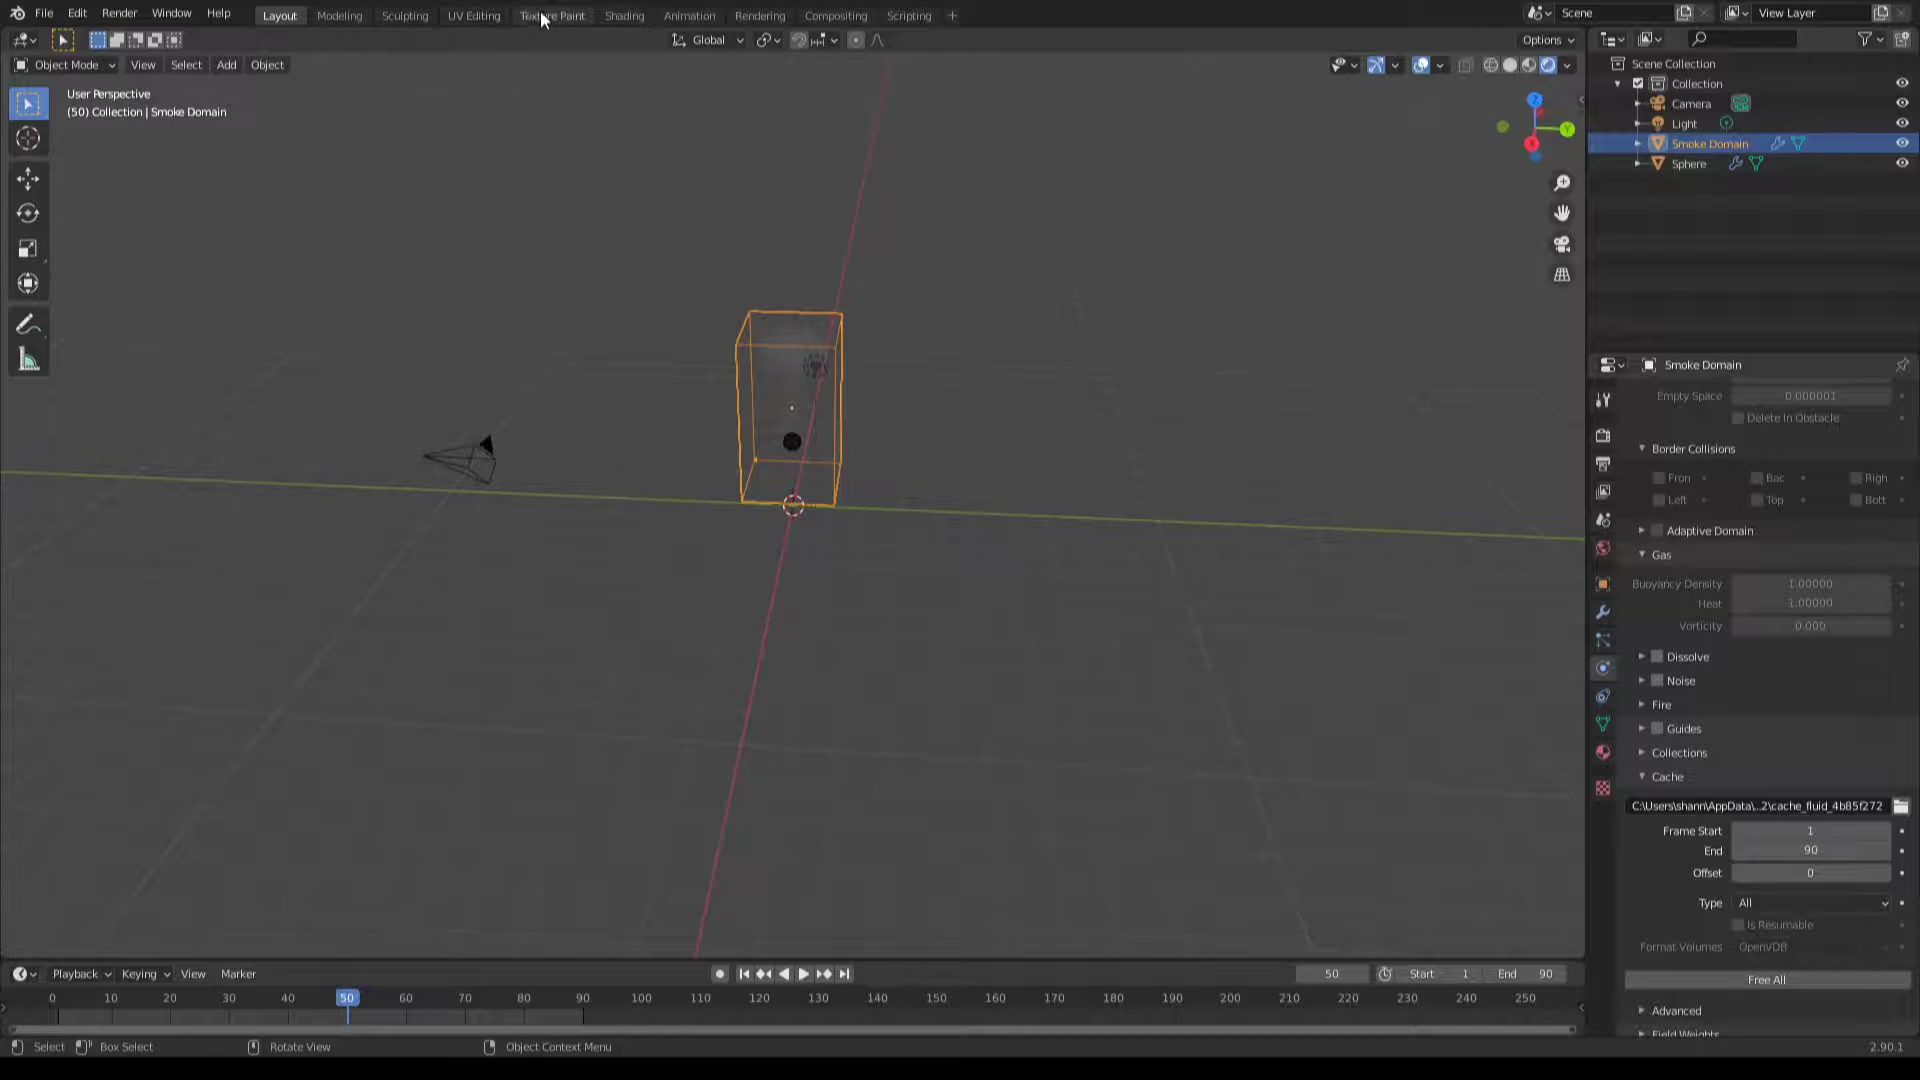 File Edit Render Window Help Layout Modeling Sculpting UV Editing Texture Paint Shading Animation Rendering Compositing Scripting + Scene View Layer
Global Options
Object Mode View Select Add Object
User Perspective
(50) Collection | Smoke Domain
Scene Collection
Collection
Camera
Light
Smoke Domain
Sphere
Smoke Domain
Empty Space 0.000001
Delete In Obstacle
Border Collisions
Fron Bac Righ
Left Top Bott
Adaptive Domain
Gas
Buoyancy Density 1.00000
Heat 1.00000
Vorticity 0.000
Dissolve
Noise
Fire
Guides
Collections
Cache
C:\Users\shann\AppData\..2\cache_fluid_4b85f272
Frame Start 1
End 90
Offset 0
Type All
Is Resumable
Format Volumes OpenVDB
Free All
Advanced
Field Weights
Playback Keying View Marker 50 Start 1 End 90
0 10 20 30 40 50 60 70 80 90 100 110 120 130 140 150 160 170 180 190 200 210 220 230 240 250
Select Box Select Rotate View Object Context Menu 2.90.1